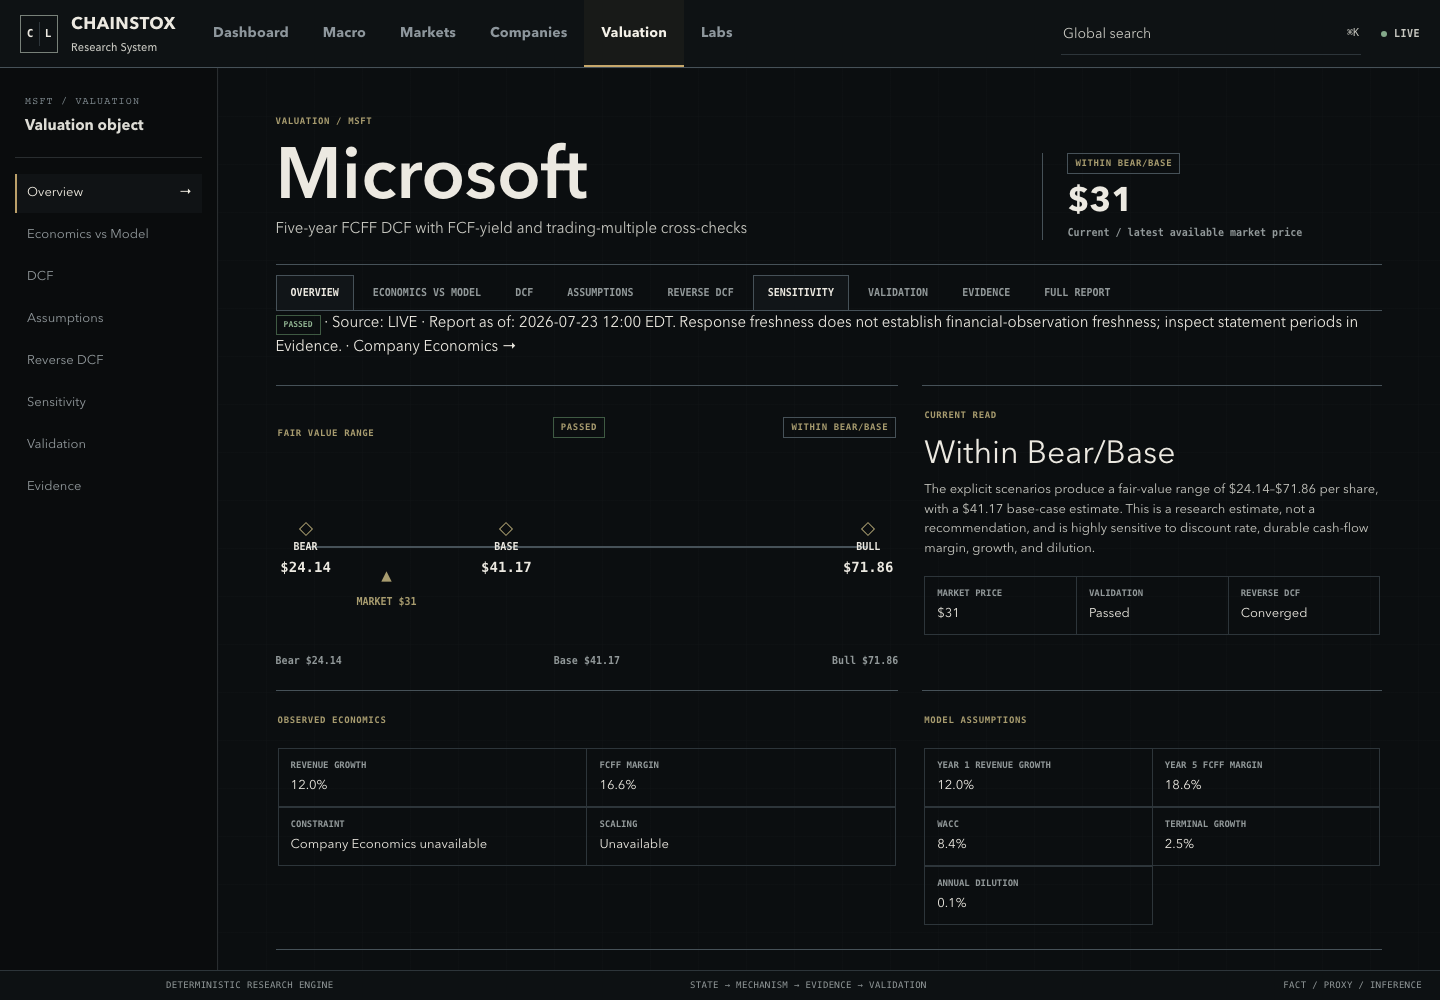 C L
CHAINSTOX
Research System
Dashboard Macro Markets Companies Valuation Labs
Global search ⌘K
LIVE
MSFT / VALUATION
Valuation object
Overview →
Economics vs Model
DCF
Assumptions
Reverse DCF
Sensitivity
Validation
Evidence
VALUATION / MSFT
Microsoft
Five-year FCFF DCF with FCF-yield and trading-multiple cross-checks
WITHIN BEAR/BASE
$31
Current / latest available market price
OVERVIEW ECONOMICS VS MODEL DCF ASSUMPTIONS REVERSE DCF SENSITIVITY VALIDATION EVIDENCE FULL REPORT
PASSED · Source: LIVE · Report as of: 2026-07-23 12:00 EDT. Response freshness does not establish financial-observation freshness; inspect statement periods in
Evidence. · Company Economics →
FAIR VALUE RANGE
PASSED
WITHIN BEAR/BASE
BEAR
$24.14
BASE
$41.17
BULL
$71.86
MARKET $31
Bear $24.14 Base $41.17 Bull $71.86
CURRENT READ
Within Bear/Base
The explicit scenarios produce a fair-value range of $24.14–$71.86 per share,
with a $41.17 base-case estimate. This is a research estimate, not a
recommendation, and is highly sensitive to discount rate, durable cash-flow
margin, growth, and dilution.
MARKET PRICE
$31
VALIDATION
Passed
REVERSE DCF
Converged
OBSERVED ECONOMICS
REVENUE GROWTH
12.0%
FCFF MARGIN
16.6%
CONSTRAINT
Company Economics unavailable
SCALING
Unavailable
MODEL ASSUMPTIONS
YEAR 1 REVENUE GROWTH
12.0%
YEAR 5 FCFF MARGIN
18.6%
WACC
8.4%
TERMINAL GROWTH
2.5%
ANNUAL DILUTION
0.1%
DETERMINISTIC RESEARCH ENGINE
STATE → MECHANISM → EVIDENCE → VALIDATION
FACT / PROXY / INFERENCE